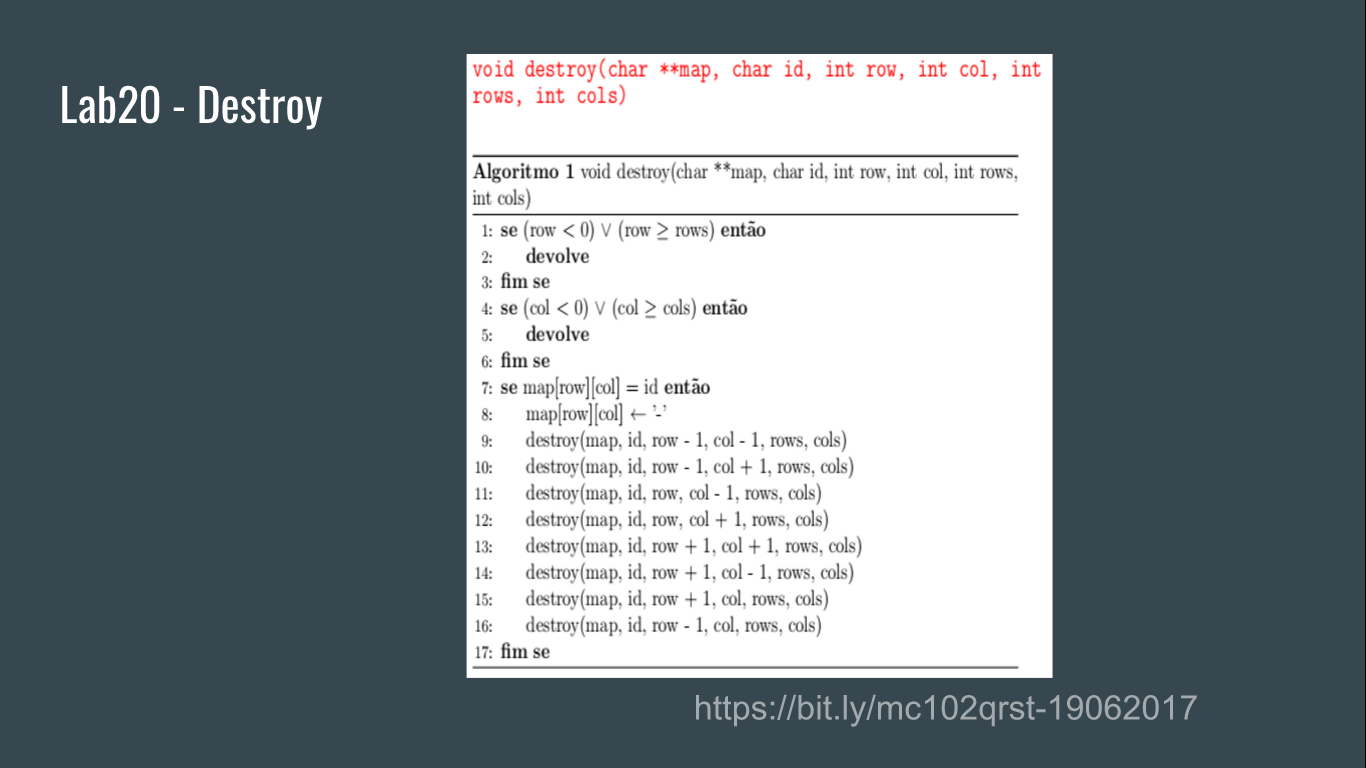 Lab20 - Destroy
void destroy(char **map, char id, int row, int col, int
rows, int cols)
Algoritmo 1 void destroy(char **map, char id, int row, int col, int rows,
int cols)
1: se (row < 0) ∨ (row ≥ rows) então
2: devolve
3: fim se
4: se (col < 0) ∨ (col ≥ cols) então
5: devolve
6: fim se
7: se map[row][col] = id então
8: map[row][col] ← '-'
9: destroy(map, id, row - 1, col - 1, rows, cols)
10: destroy(map, id, row - 1, col + 1, rows, cols)
11: destroy(map, id, row, col - 1, rows, cols)
12: destroy(map, id, row, col + 1, rows, cols)
13: destroy(map, id, row + 1, col + 1, rows, cols)
14: destroy(map, id, row + 1, col - 1, rows, cols)
15: destroy(map, id, row + 1, col, rows, cols)
16: destroy(map, id, row - 1, col, rows, cols)
17: fim se
https://bit.ly/mc102qrst-19062017